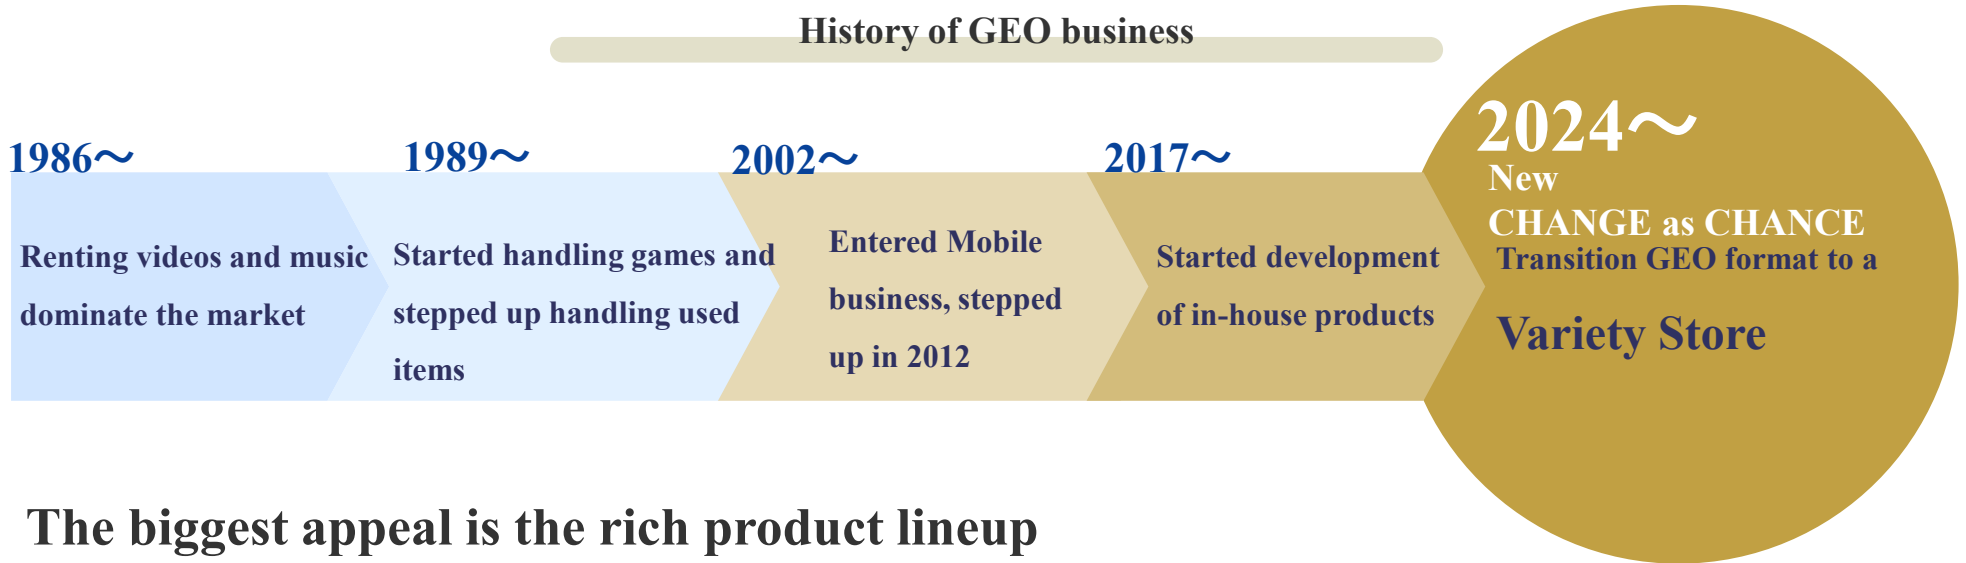 History of GEO business
1986～
Renting videos and music
dominate the market
1989～
Started handling games and
stepped up handling used
items
2002～
Entered Mobile
business, stepped
up in 2012
2017～
Started development
of in-house products
2024～
New
CHANGE as CHANCE
Transition GEO format to a
Variety Store
The biggest appeal is the rich product lineup